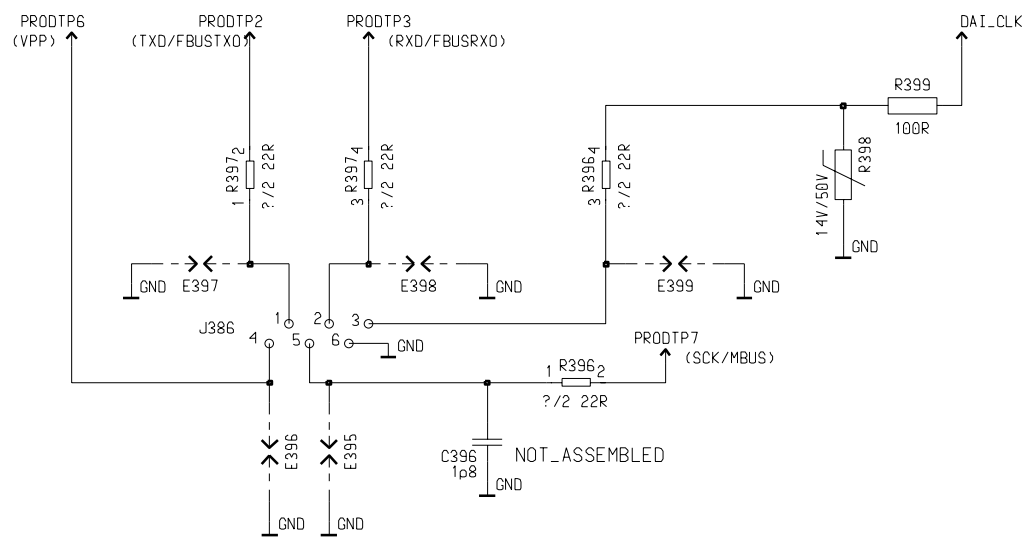 PRODTP6
(VPP)
PRODTP2
(TXD/FBUSTXO)
PRODTP3
(RXD/FBUSRXO)
DAI_CLK
R399
100R
R397
2
1
?/2 22R
R397
4
3
?/2 22R
R396
4
3
?/2 22R
R398
14V/50V
GND
GND
E397
E398
GND
E399
GND
J386
1
2
3
4
5
6
GND
PRODTP7
(SCK/MBUS)
1
R396
2
?/2 22R
E396
E395
C396
1p8
NOT_ASSEMBLED
GND
GND
GND